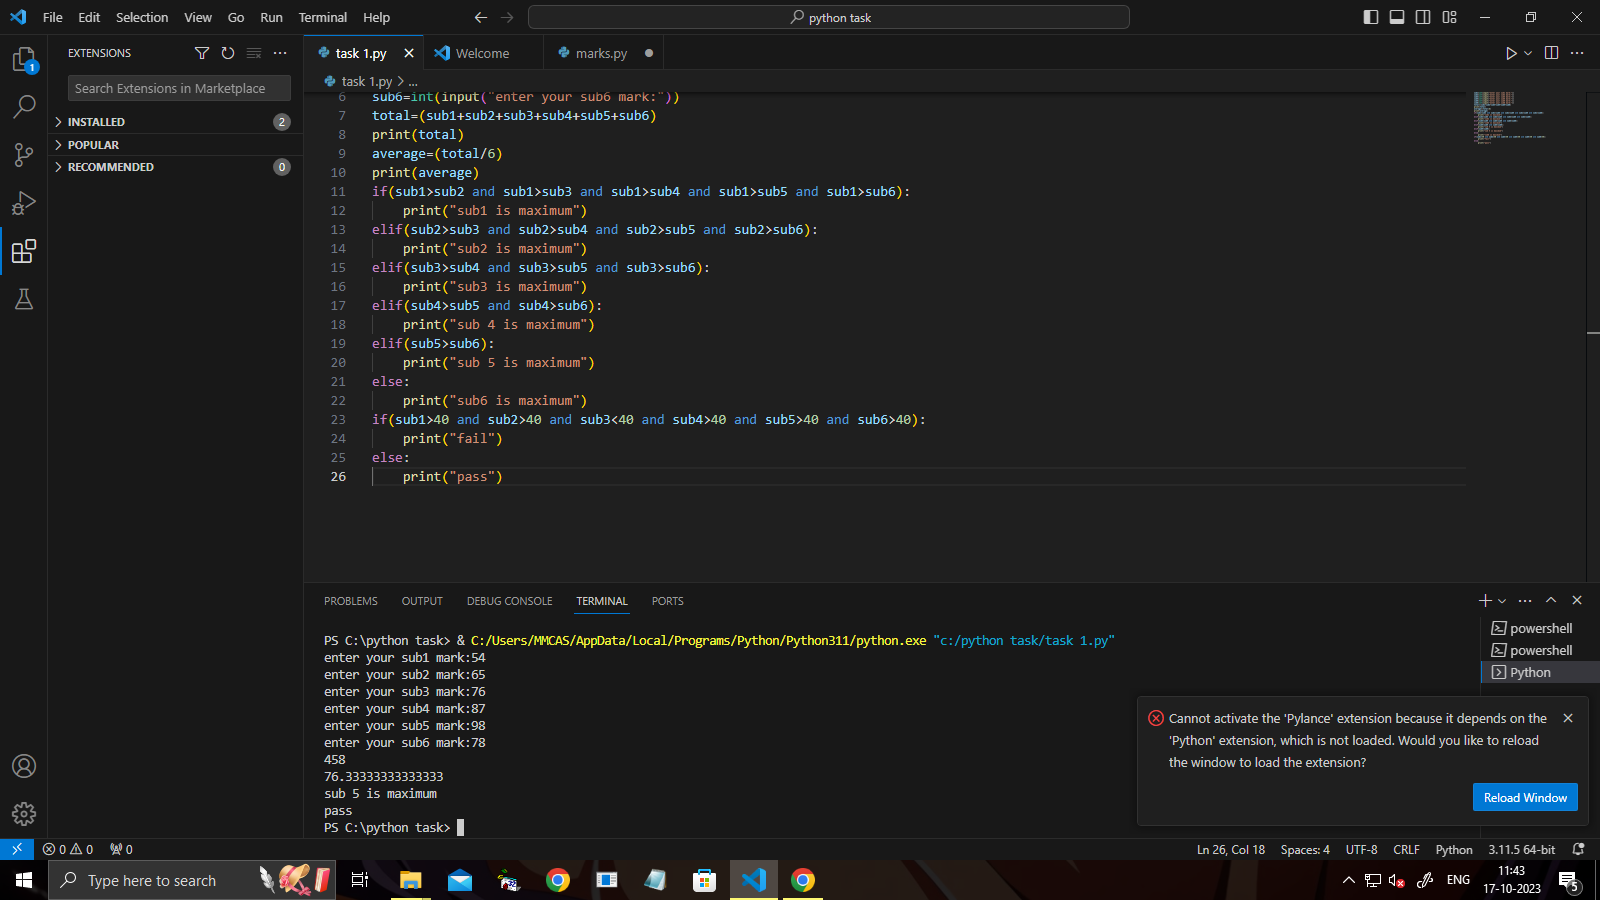 File Edit Selection View Go Run Terminal Help
python task
EXTENSIONS
Search Extensions in Marketplace
INSTALLED 2
POPULAR
RECOMMENDED 0
1
task 1.py
Welcome
marks.py
task 1.py > ...
6 sub6=int(input("enter your sub6 mark:"))
7 total=(sub1+sub2+sub3+sub4+sub5+sub6)
8 print(total)
9 average=(total/6)
10 print(average)
11 if(sub1>sub2 and sub1>sub3 and sub1>sub4 and sub1>sub5 and sub1>sub6):
12 print("sub1 is maximum")
13 elif(sub2>sub3 and sub2>sub4 and sub2>sub5 and sub2>sub6):
14 print("sub2 is maximum")
15 elif(sub3>sub4 and sub3>sub5 and sub3>sub6):
16 print("sub3 is maximum")
17 elif(sub4>sub5 and sub4>sub6):
18 print("sub 4 is maximum")
19 elif(sub5>sub6):
20 print("sub 5 is maximum")
21 else:
22 print("sub6 is maximum")
23 if(sub1>40 and sub2>40 and sub3<40 and sub4>40 and sub5>40 and sub6>40):
24 print("fail")
25 else:
26 print("pass")
PROBLEMS OUTPUT DEBUG CONSOLE TERMINAL PORTS
PS C:\python task> & C:/Users/MMCAS/AppData/Local/Programs/Python/Python311/python.exe "c:/python task/task 1.py"
enter your sub1 mark:54
enter your sub2 mark:65
enter your sub3 mark:76
enter your sub4 mark:87
enter your sub5 mark:98
enter your sub6 mark:78
458
76.33333333333333
sub 5 is maximum
pass
PS C:\python task>
powershell
powershell
Python
Cannot activate the 'Pylance' extension because it depends on the
'Python' extension, which is not loaded. Would you like to reload
the window to load the extension?
Reload Window
0 0 0
Ln 26, Col 18 Spaces: 4 UTF-8 CRLF Python 3.11.5 64-bit
Type here to search
ENG
11:43
17-10-2023
5